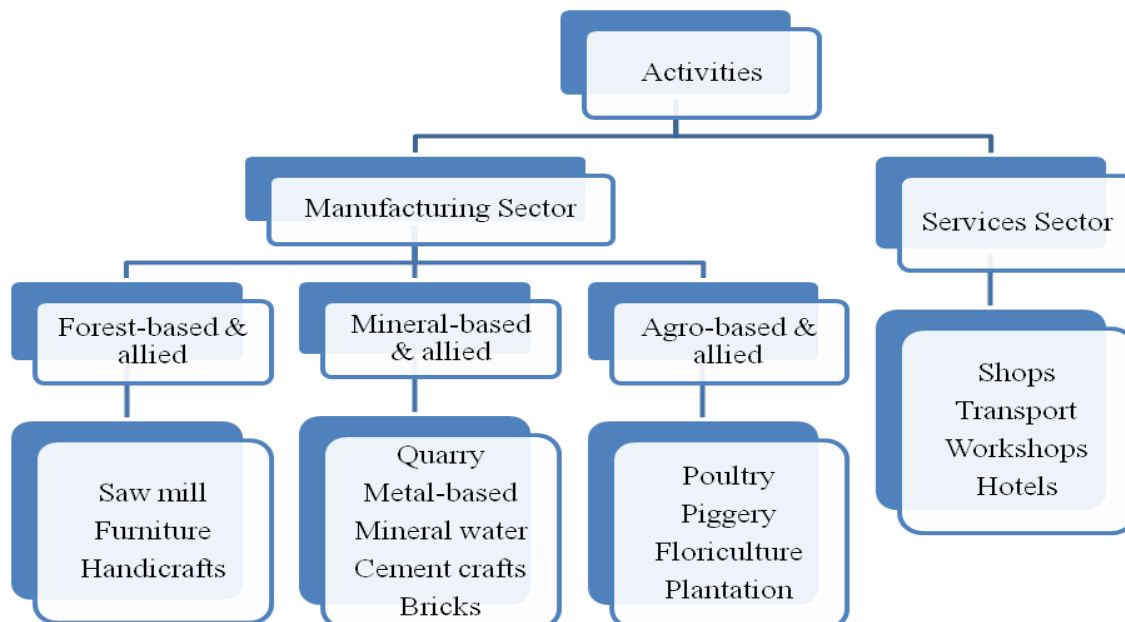 Activities
Manufacturing Sector
Services Sector
Forest-based &
allied
Mineral-based
& allied
Agro-based &
allied
Saw mill
Furniture
Handicrafts
Quarry
Metal-based
Mineral water
Cement crafts
Bricks
Poultry
Piggery
Floriculture
Plantation
Shops
Transport
Workshops
Hotels